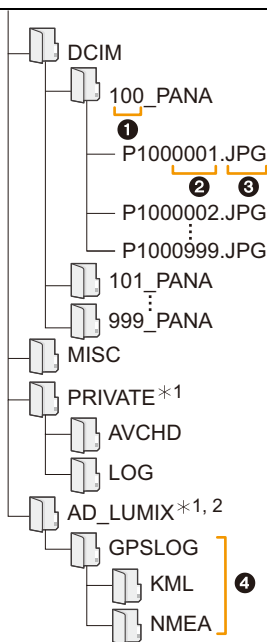 DCIM
100_PANA
❶
P1000001.JPG
❷ ❸
P1000002.JPG
P1000999.JPG
101_PANA
999_PANA
MISC
PRIVATE*1
AVCHD
LOG
AD_LUMIX*1, 2
GPSLOG
KML
❹
NMEA